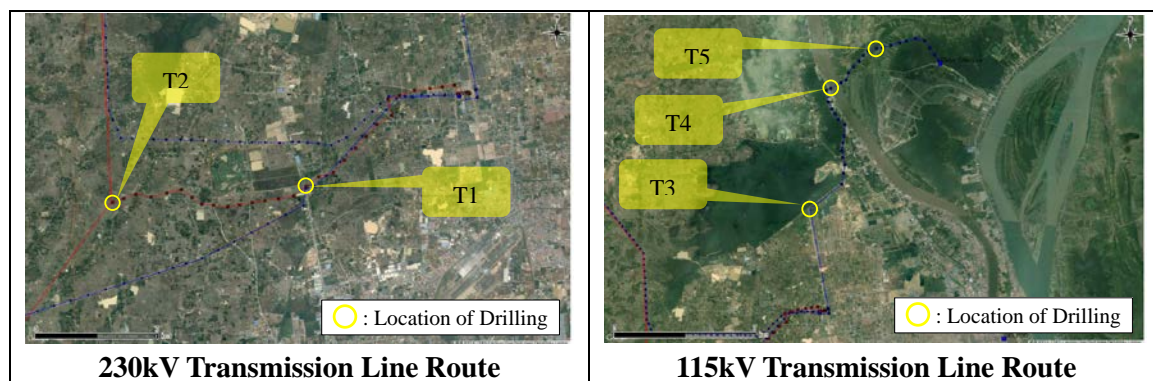 T2
T1
: Location of Drilling
230kV Transmission Line Route
T5
T4
T3
: Location of Drilling
115kV Transmission Line Route